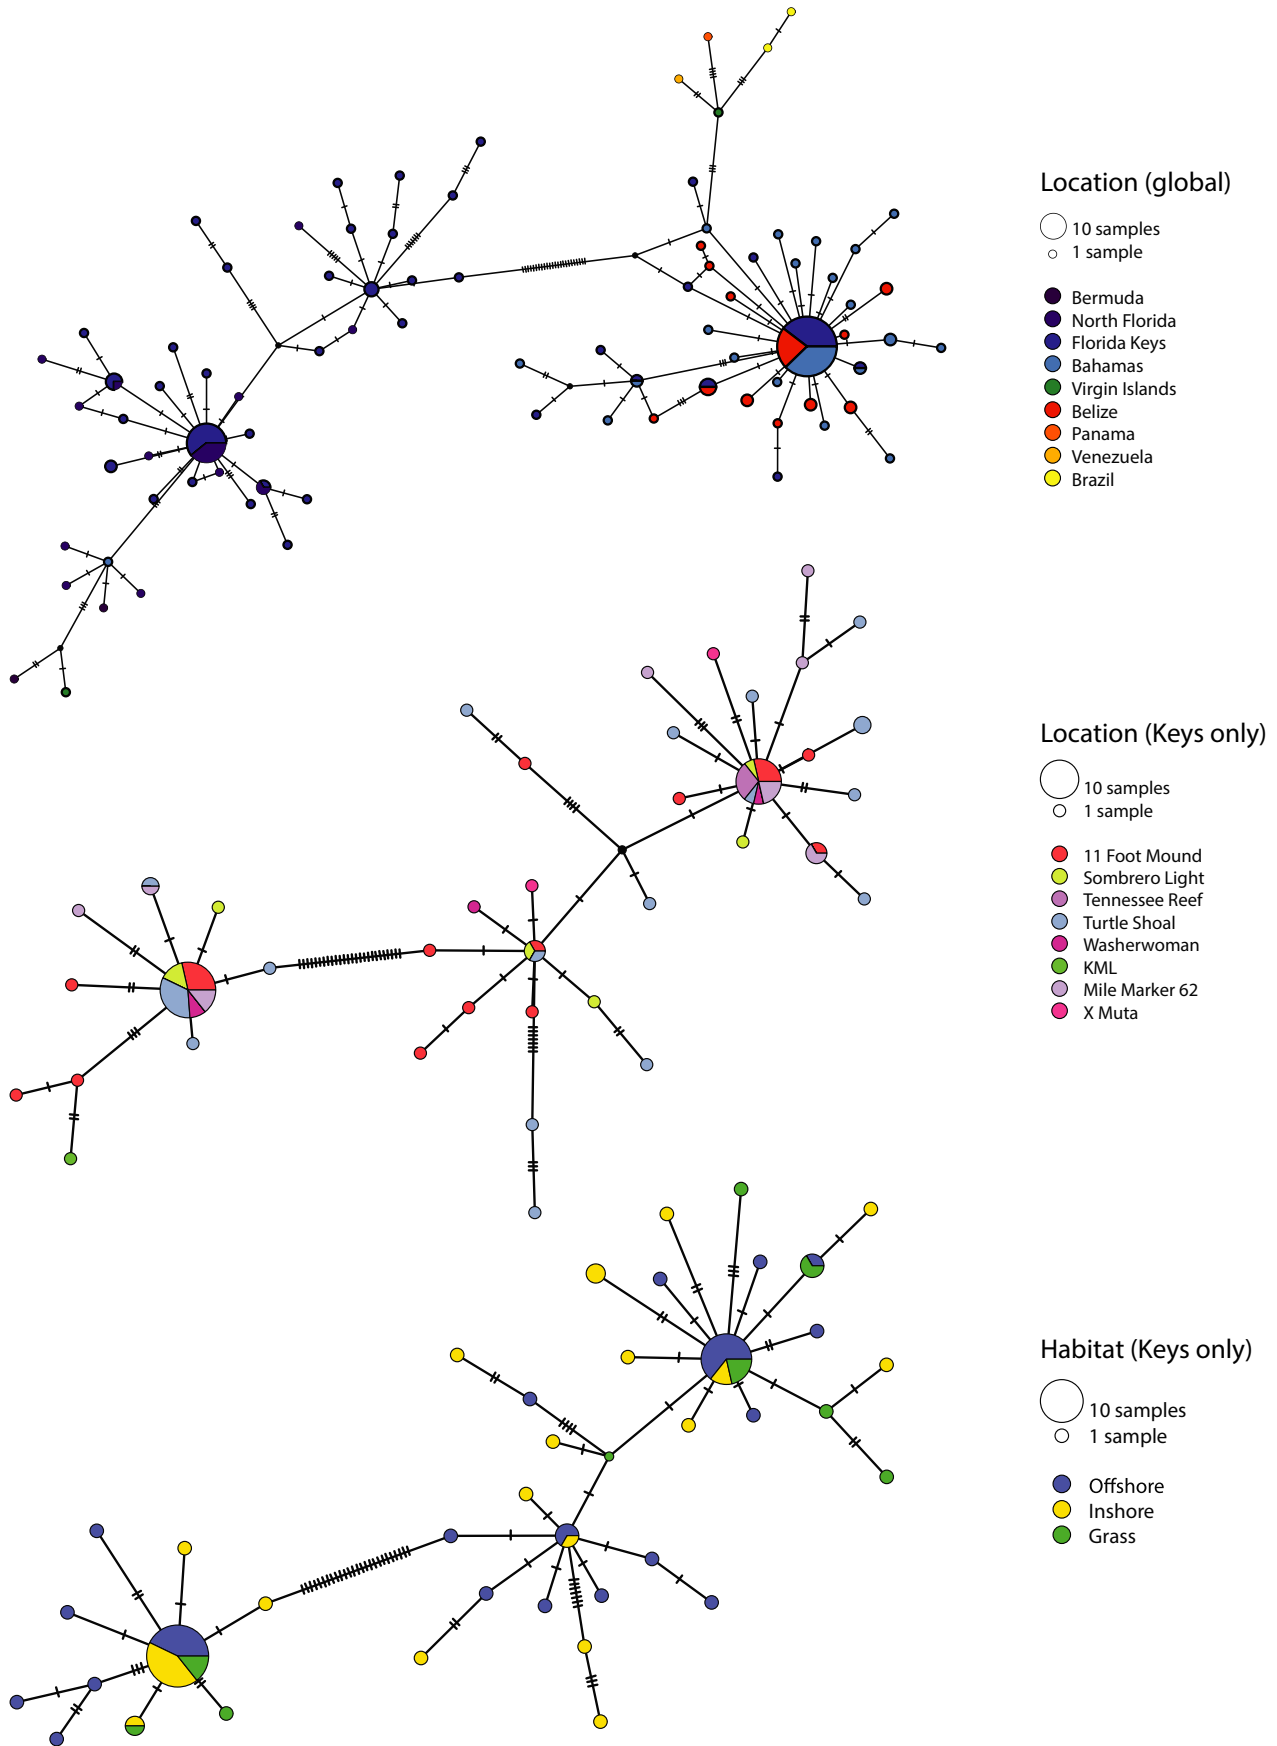 Location (global)
10 samples
1 sample
Bermuda
North Florida
Florida Keys
Bahamas
Virgin Islands
Belize
Panama
Venezuela
Brazil
Location (Keys only)
10 samples
1 sample
11 Foot Mound
Sombrero Light
Tennessee Reef
Turtle Shoal
Washerwoman
KML
Mile Marker 62
X Muta
Habitat (Keys only)
10 samples
1 sample
Offshore
Inshore
Grass